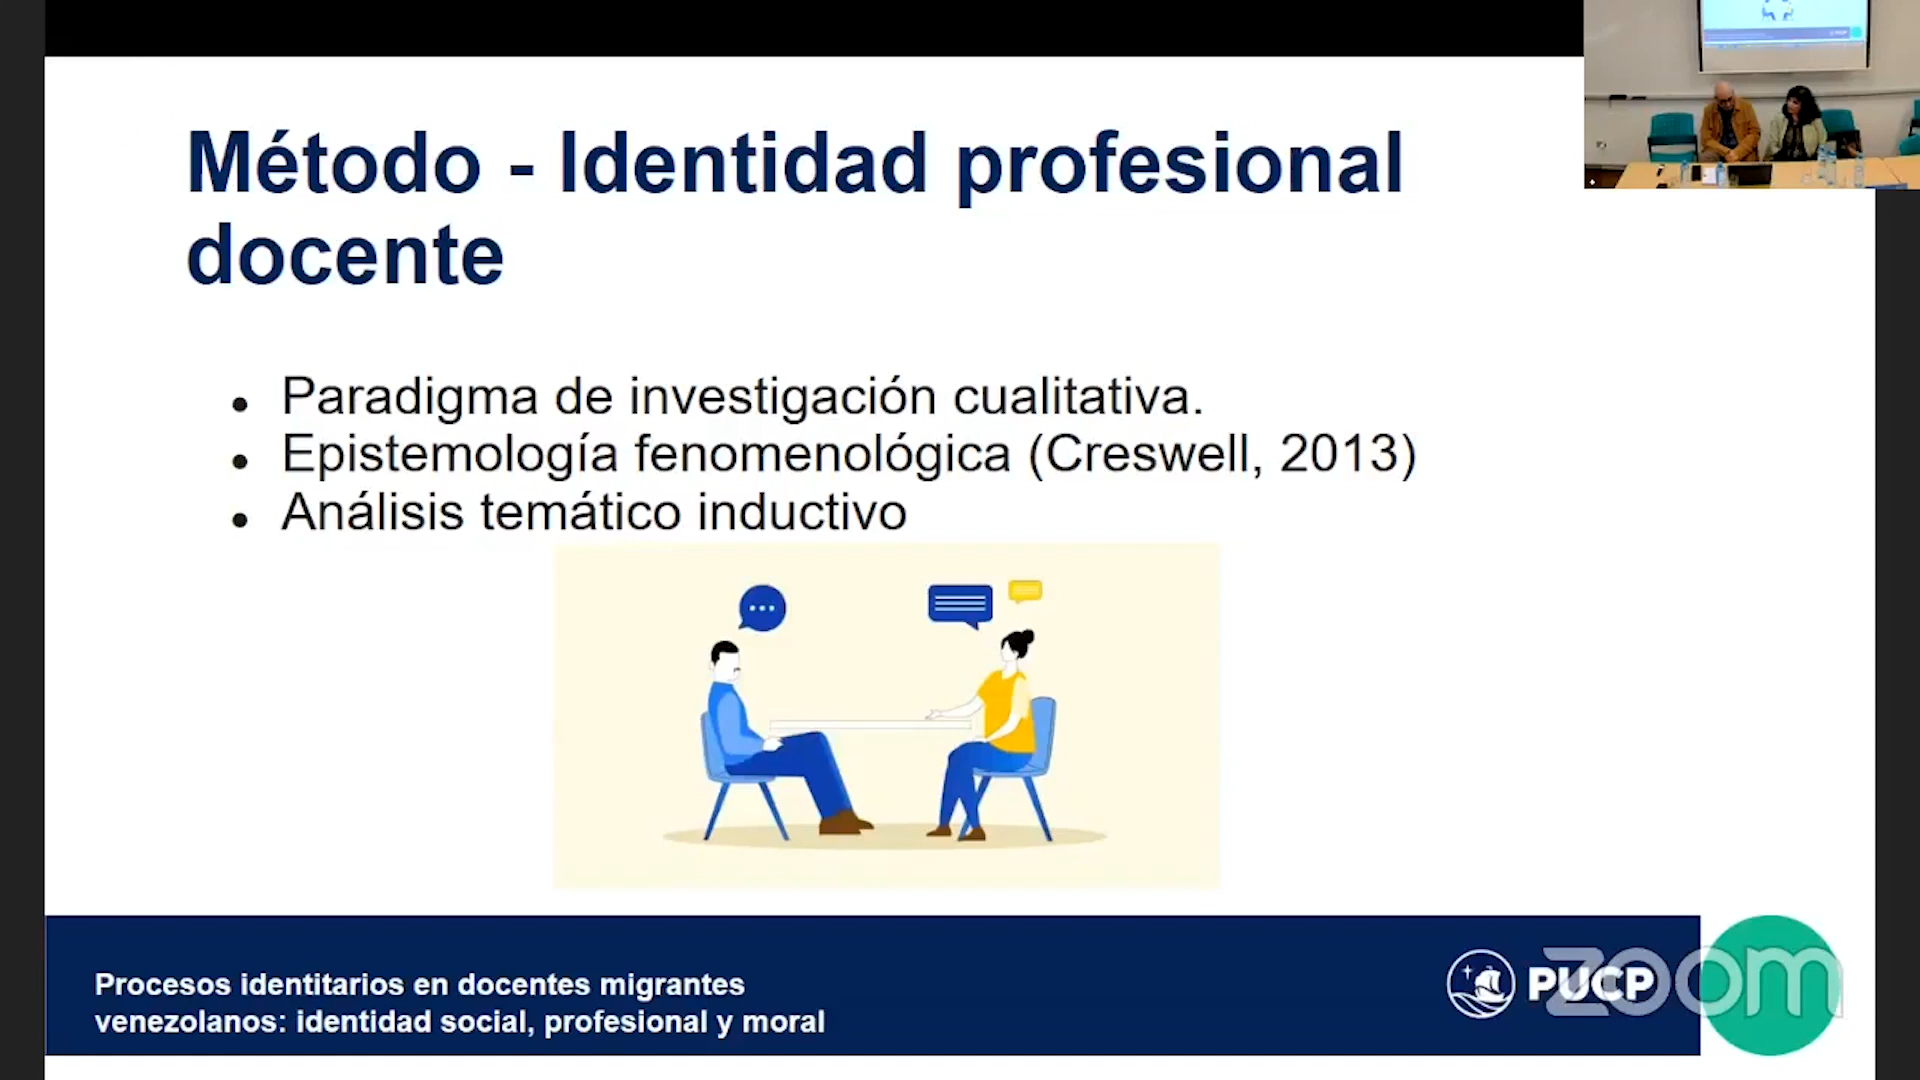 Método - Identidad profesional
docente
Paradigma de investigación cualitativa.
Epistemología fenomenológica (Creswell, 2013)
Análisis temático inductivo
Procesos identitarios en docentes migrantes
venezolanos: identidad social, profesional y moral
PUCP
zoom